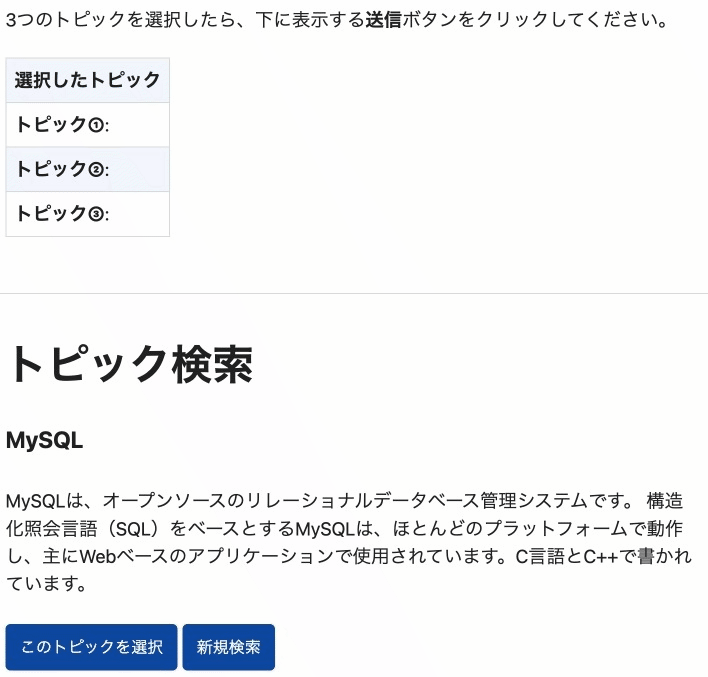 3つのトピックを選択したら、下に表示する送信ボタンをクリックしてください。
選択したトピック
トピック①:
トピック②:
トピック③:
トピック検索
MySQL
MySQLは、オープンソースのリレーショナルデータベース管理システムです。 構造
化照会言語（SQL）をベースとするMySQLは、ほとんどのプラットフォームで動作
し、主にWebベースのアプリケーションで使用されています。C言語とC++で書かれ
ています。
このトピックを選択
新規検索